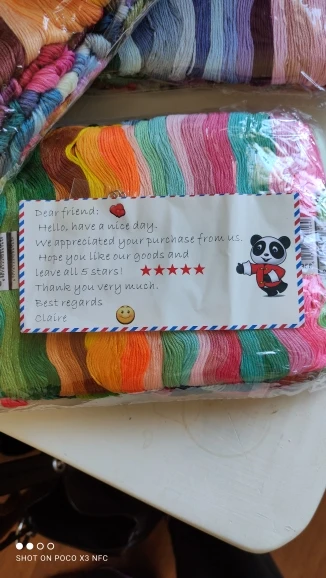 Dear friend:
Hello, have a nice day.
We appreciated your purchase from us.
Hope you like our goods and
leave all 5 stars! ★★★★★
Thank you very much.
Best regards
Claire
SHOT ON POCO X3 NFC